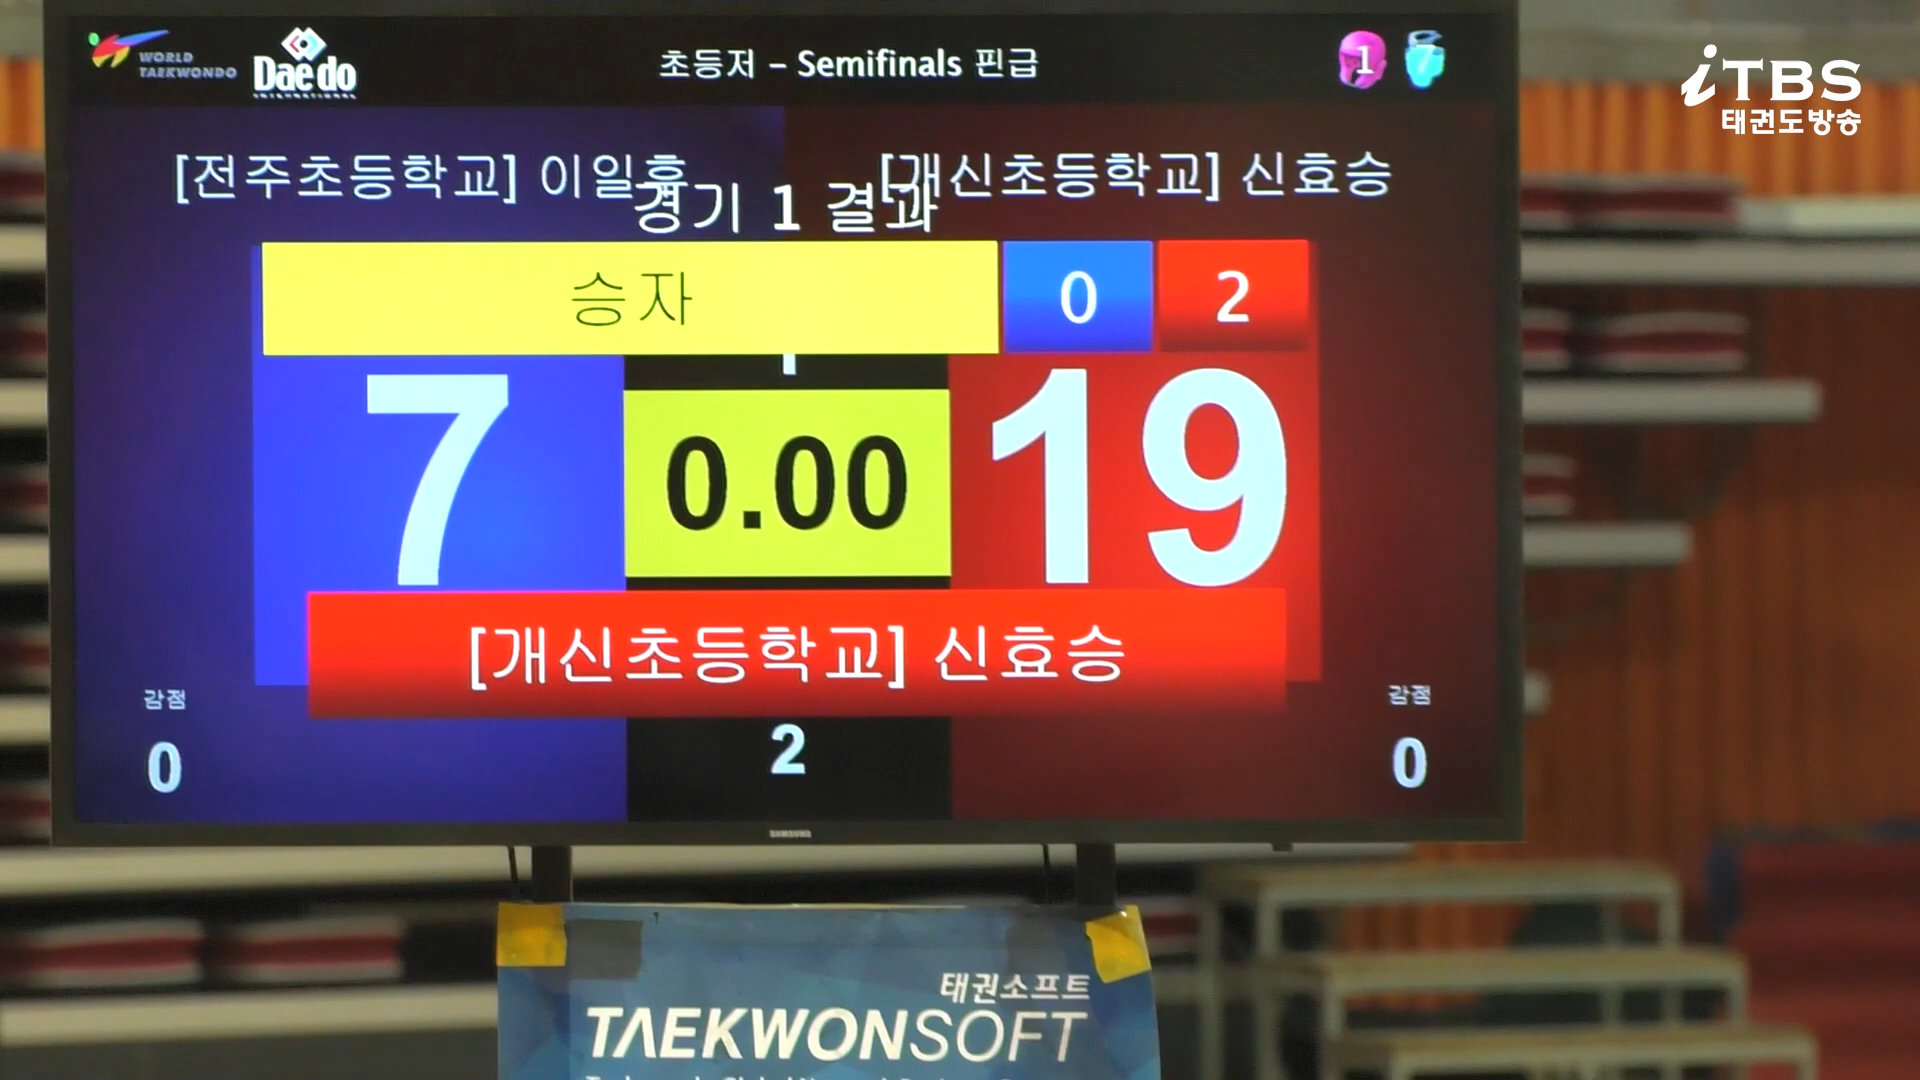 WORLD
TAEKWONDO
Daedo
INTERNATIONAL
초등저 - Semifinals 핀급
1
7
iTBS
태권도방송
[전주초등학교]
[개신초등학교] 신효승
경기 1 결과
승자
0
2
7
0.00
19
[개신초등학교] 신효승
감점
0
2
감점
0
SAMSUNG
태권소프트
TAEKWONSOFT